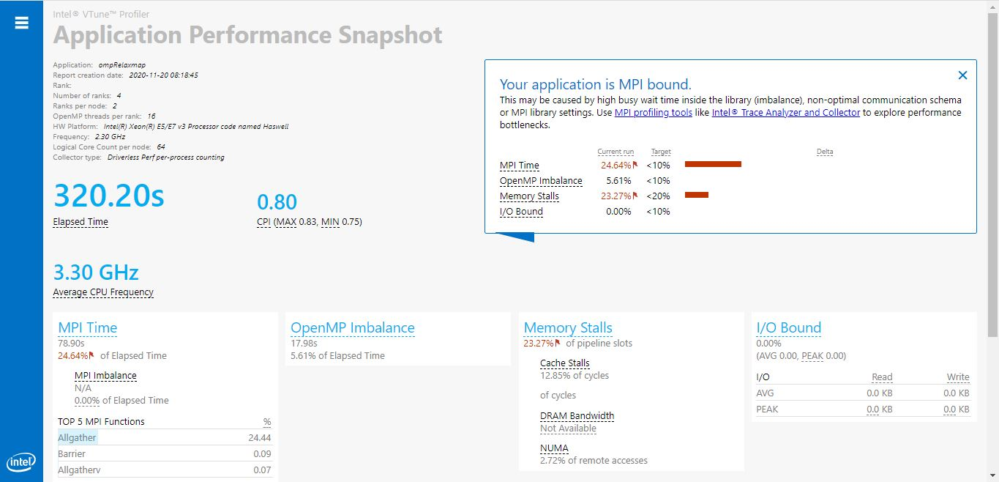 Intel® VTune™ Profiler
Application Performance Snapshot
Application: ompRelaxmap
Report creation date: 2020-11-20 08:18:45
Rank:
Number of ranks: 4
Ranks per node: 2
OpenMP threads per rank: 16
HW Platform: Intel(R) Xeon(R) E5/E7 v3 Processor code named Haswell
Frequency: 2.30 GHz
Logical Core Count per node: 64
Collector type: Driverless Perf per-process counting
320.20s
Elapsed Time
0.80
CPI (MAX 0.83, MIN 0.75)
3.30 GHz
Average CPU Frequency
Your application is MPI bound.
This may be caused by high busy wait time inside the library (imbalance), non-optimal communication schema
or MPI library settings. Use MPI profiling tools like Intel® Trace Analyzer and Collector to explore performance
bottlenecks.
Current run Target Delta
MPI Time 24.64% <10%
OpenMP Imbalance 5.61% <10%
Memory Stalls 23.27% <20%
I/O Bound 0.00% <10%
MPI Time
78.90s
24.64% of Elapsed Time
MPI Imbalance
N/A
0.00% of Elapsed Time
TOP 5 MPI Functions %
Allgather 24.44
Barrier 0.09
Allgatherv 0.07
OpenMP Imbalance
17.98s
5.61% of Elapsed Time
Memory Stalls
23.27% of pipeline slots
Cache Stalls
12.85% of cycles
of cycles
DRAM Bandwidth
Not Available
NUMA
2.72% of remote accesses
I/O Bound
0.00%
(AVG 0.00, PEAK 0.00)
I/O Read Write
AVG 0.0 KB 0.0 KB
PEAK 0.0 KB 0.0 KB
intel